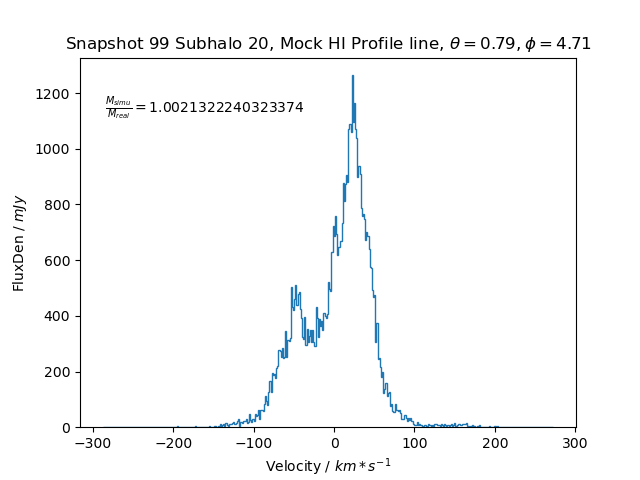 Snapshot 99 Subhalo 20, Mock HI Profile line, θ = 0.79, ϕ = 4.71
M_simu/M_real = 1.0021322240323374
FluxDen / mJy
1200
1000
800
600
400
200
0
−300 −200 −100 0 100 200 300
Velocity / km * s⁻¹